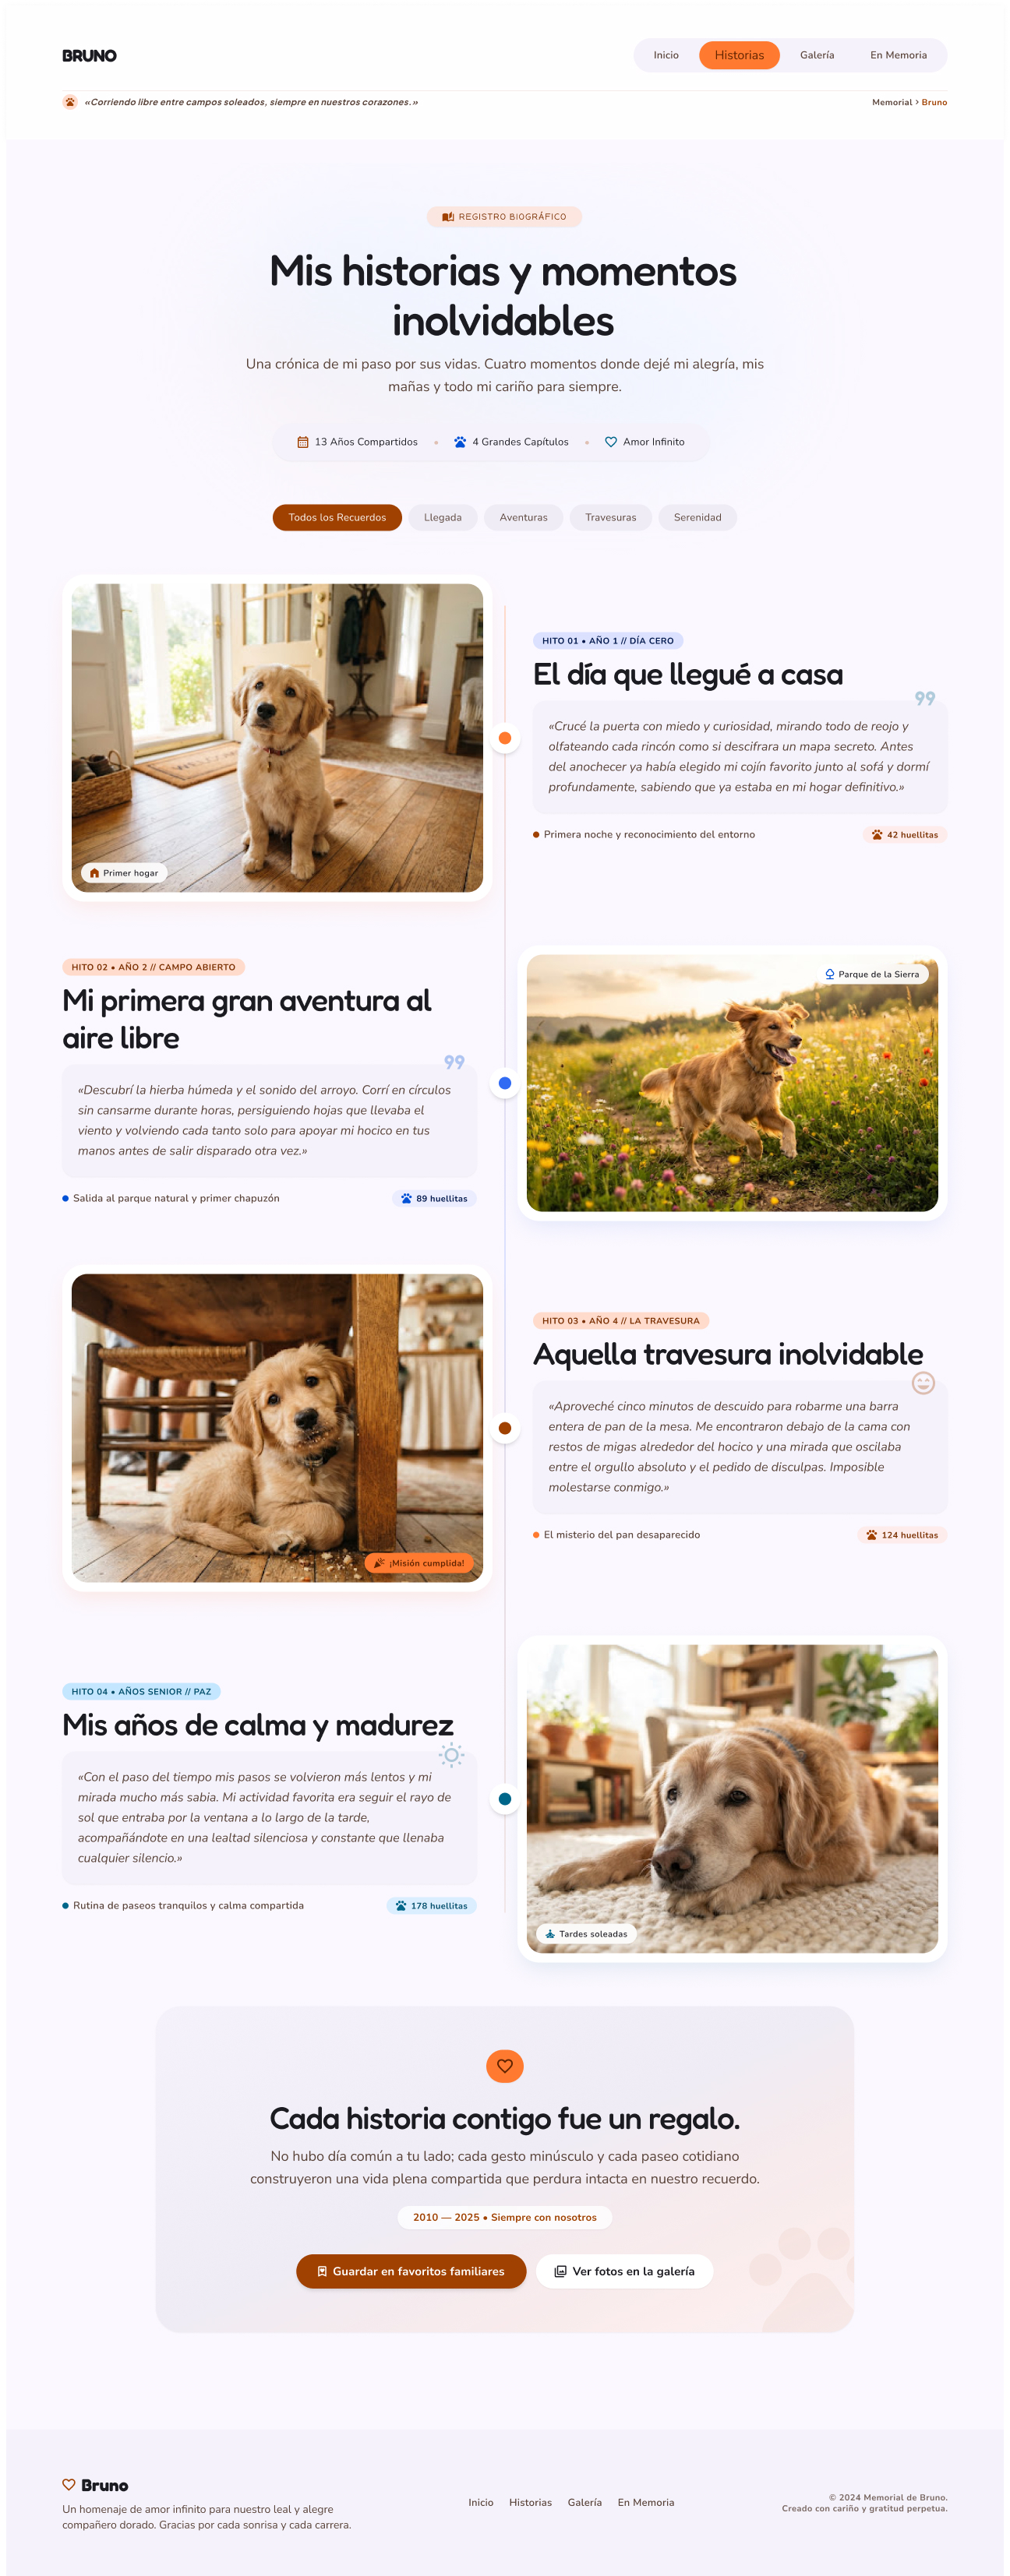 BRUNO
Inicio
Historias
Galería
En Memoria
«Corriendo libre entre campos soleados, siempre en nuestros corazones.»
Memorial › Bruno
REGISTRO BIOGRÁFICO
Mis historias y momentos
inolvidables
Una crónica de mi paso por sus vidas. Cuatro momentos donde dejé mi alegría, mis
mañas y todo mi cariño para siempre.
13 Años Compartidos • 4 Grandes Capítulos • Amor Infinito
Todos los Recuerdos
Llegada
Aventuras
Travesuras
Serenidad
WELCOME
Primer hogar
HITO 01 • AÑO 1 // DÍA CERO
El día que llegué a casa
«Crucé la puerta con miedo y curiosidad, mirando todo de reojo y
olfateando cada rincón como si descifrara un mapa secreto. Antes
del anochecer ya había elegido mi cojín favorito junto al sofá y dormí
profundamente, sabiendo que ya estaba en mi hogar definitivo.»
Primera noche y reconocimiento del entorno
42 huellitas
HITO 02 • AÑO 2 // CAMPO ABIERTO
Mi primera gran aventura al
aire libre
«Descubrí la hierba húmeda y el sonido del arroyo. Corrí en círculos
sin cansarme durante horas, persiguiendo hojas que llevaba el
viento y volviendo cada tanto solo para apoyar mi hocico en tus
manos antes de salir disparado otra vez.»
Salida al parque natural y primer chapuzón
89 huellitas
Parque de la Sierra
¡Misión cumplida!
HITO 03 • AÑO 4 // LA TRAVESURA
Aquella travesura inolvidable
«Aproveché cinco minutos de descuido para robarme una barra
entera de pan de la mesa. Me encontraron debajo de la cama con
restos de migas alrededor del hocico y una mirada que oscilaba
entre el orgullo absoluto y el pedido de disculpas. Imposible
molestarse conmigo.»
El misterio del pan desaparecido
124 huellitas
HITO 04 • AÑOS SENIOR // PAZ
Mis años de calma y madurez
«Con el paso del tiempo mis pasos se volvieron más lentos y mi
mirada mucho más sabia. Mi actividad favorita era seguir el rayo de
sol que entraba por la ventana a lo largo de la tarde,
acompañándote en una lealtad silenciosa y constante que llenaba
cualquier silencio.»
Rutina de paseos tranquilos y calma compartida
178 huellitas
Tardes soleadas
Cada historia contigo fue un regalo.
No hubo día común a tu lado; cada gesto minúsculo y cada paseo cotidiano
construyeron una vida plena compartida que perdura intacta en nuestro recuerdo.
2010 — 2025 • Siempre con nosotros
Guardar en favoritos familiares
Ver fotos en la galería
Bruno
Un homenaje de amor infinito para nuestro leal y alegre
compañero dorado. Gracias por cada sonrisa y cada carrera.
Inicio
Historias
Galería
En Memoria
© 2024 Memorial de Bruno.
Creado con cariño y gratitud perpetua.